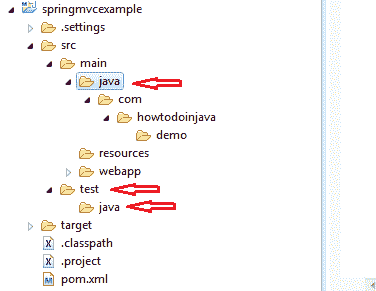 springmvcexample
.settings
src
main
java
com
howtodoinjava
demo
resources
webapp
test
java
target
.classpath
.project
pom.xml